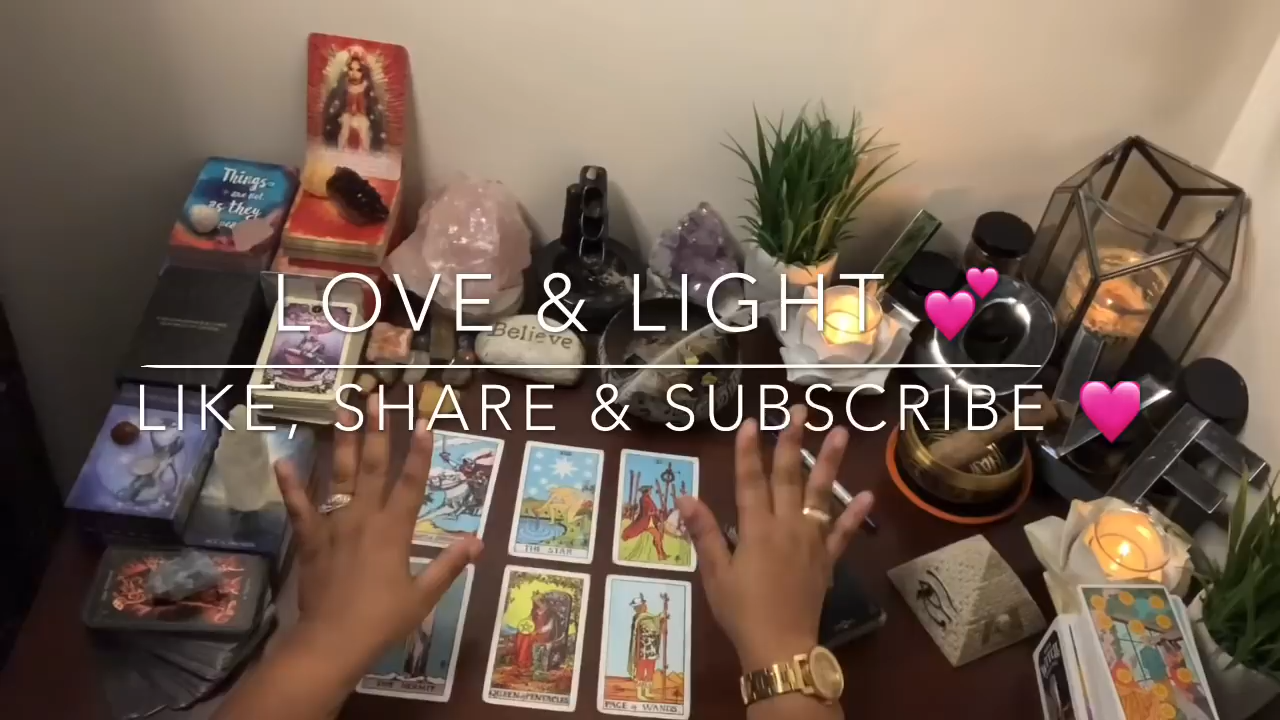 Things
are not
as they
LOVE & LIGHT 💕
Believe
LIKE, SHARE & SUBSCRIBE 💗
THE STAR
THE HERMIT
QUEEN of PENTACLES
PAGE of WANDS